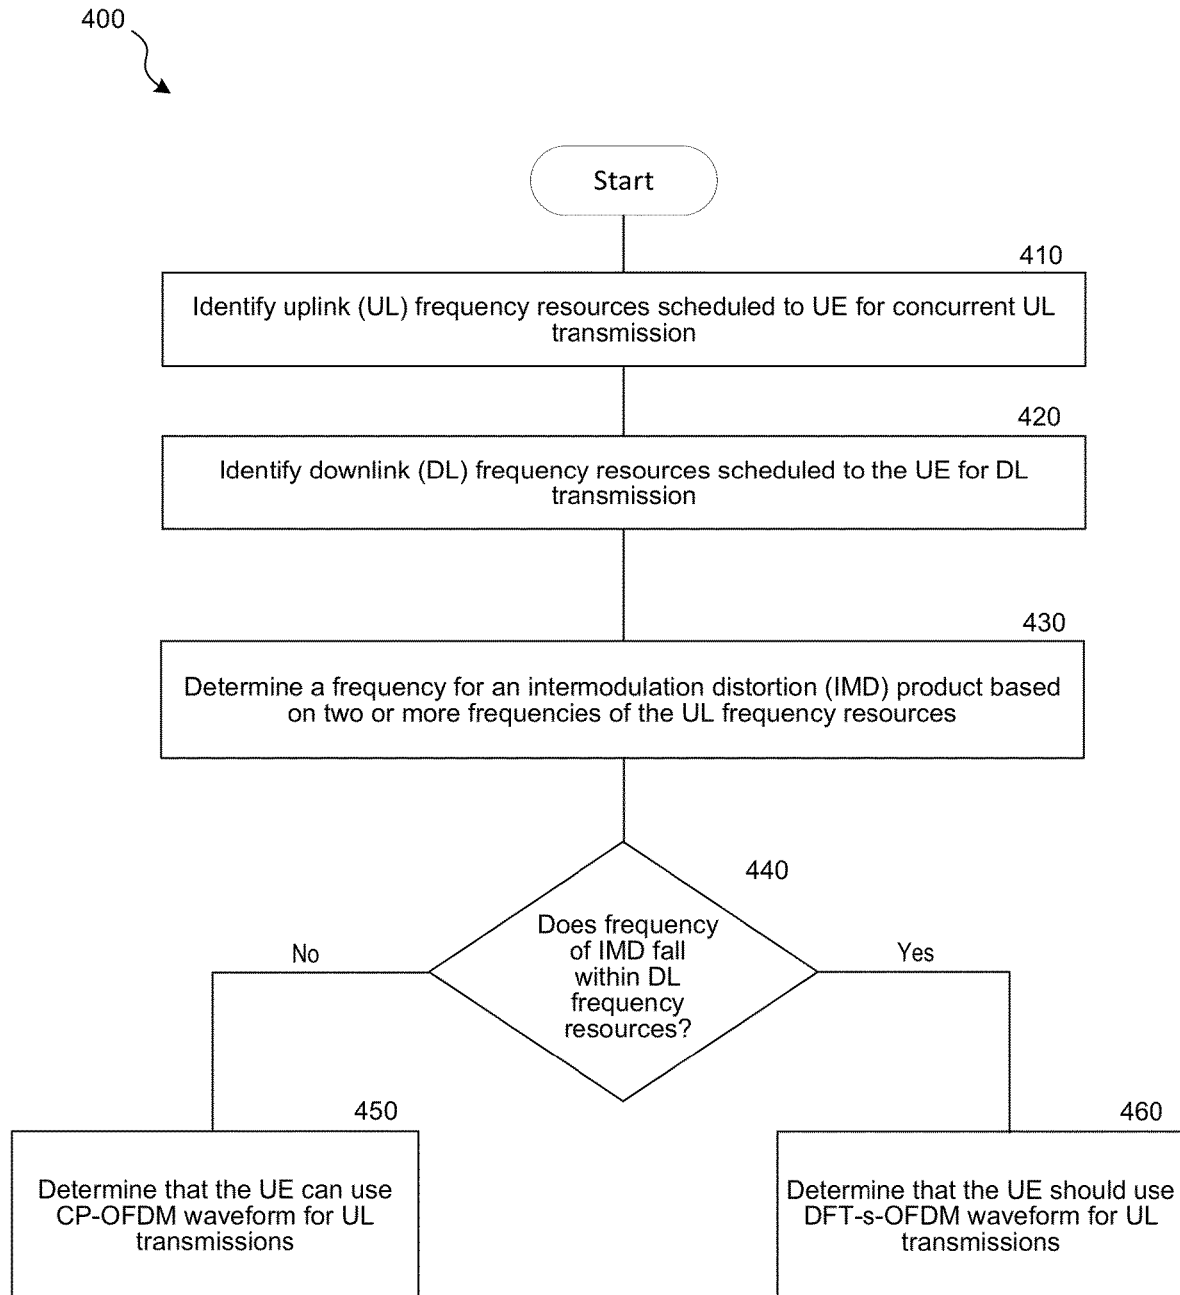 400
Start
410
Identify uplink (UL) frequency resources scheduled to UE for concurrent UL
transmission
420
Identify downlink (DL) frequency resources scheduled to the UE for DL
transmission
430
Determine a frequency for an intermodulation distortion (IMD) product based
on two or more frequencies of the UL frequency resources
440
Does frequency
of IMD fall
within DL
frequency
resources?
No
Yes
450
Determine that the UE can use
CP-OFDM waveform for UL
transmissions
460
Determine that the UE should use
DFT-s-OFDM waveform for UL
transmissions